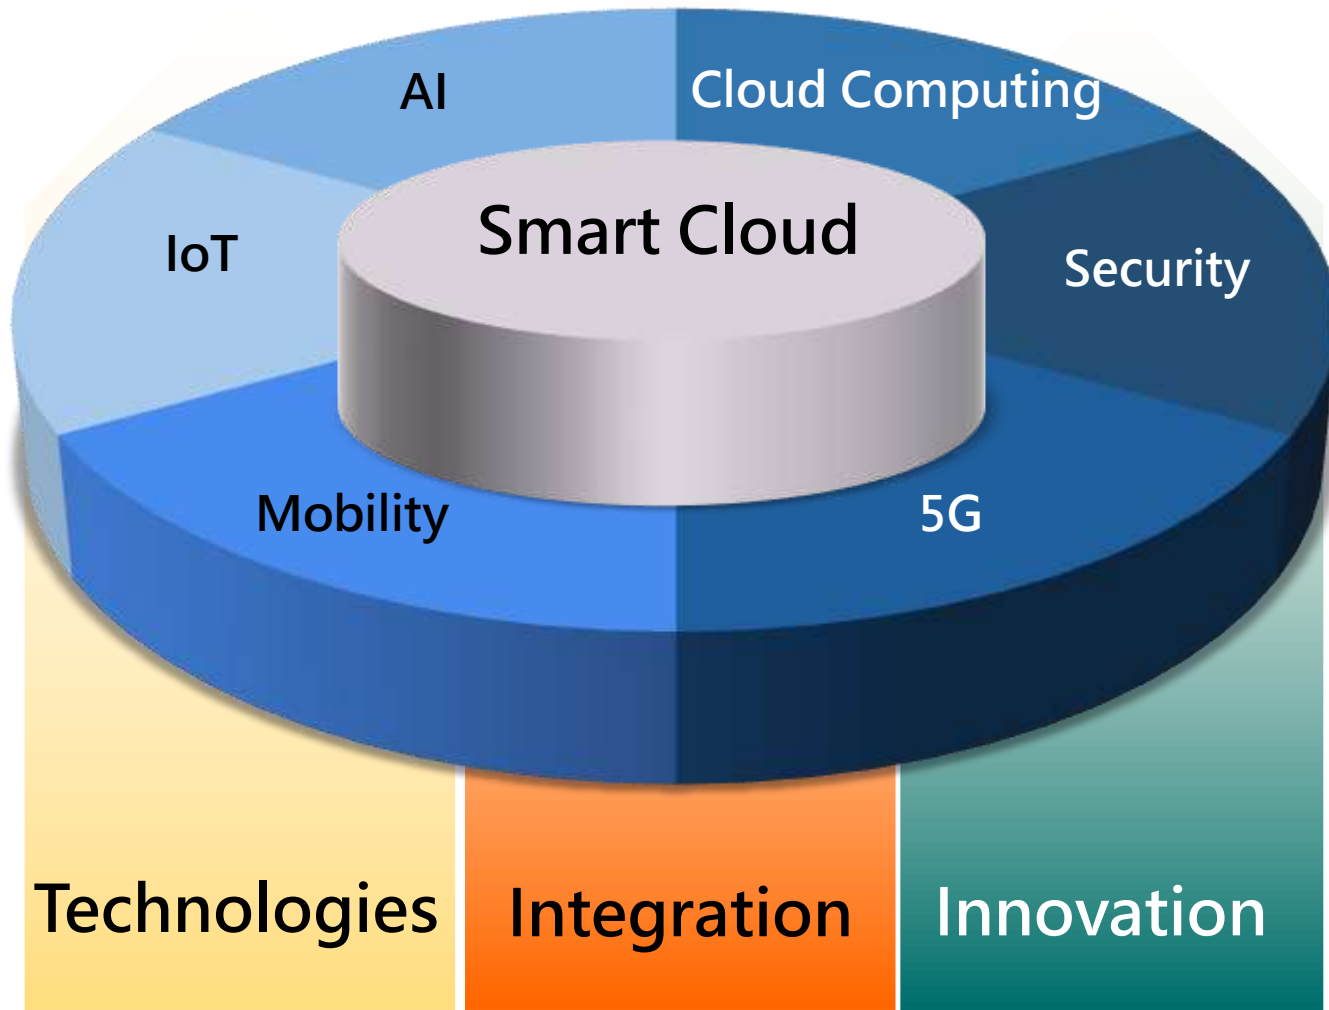 AI
Cloud Computing
Smart Cloud
IoT
Security
Mobility
5G
Technologies
Integration
Innovation